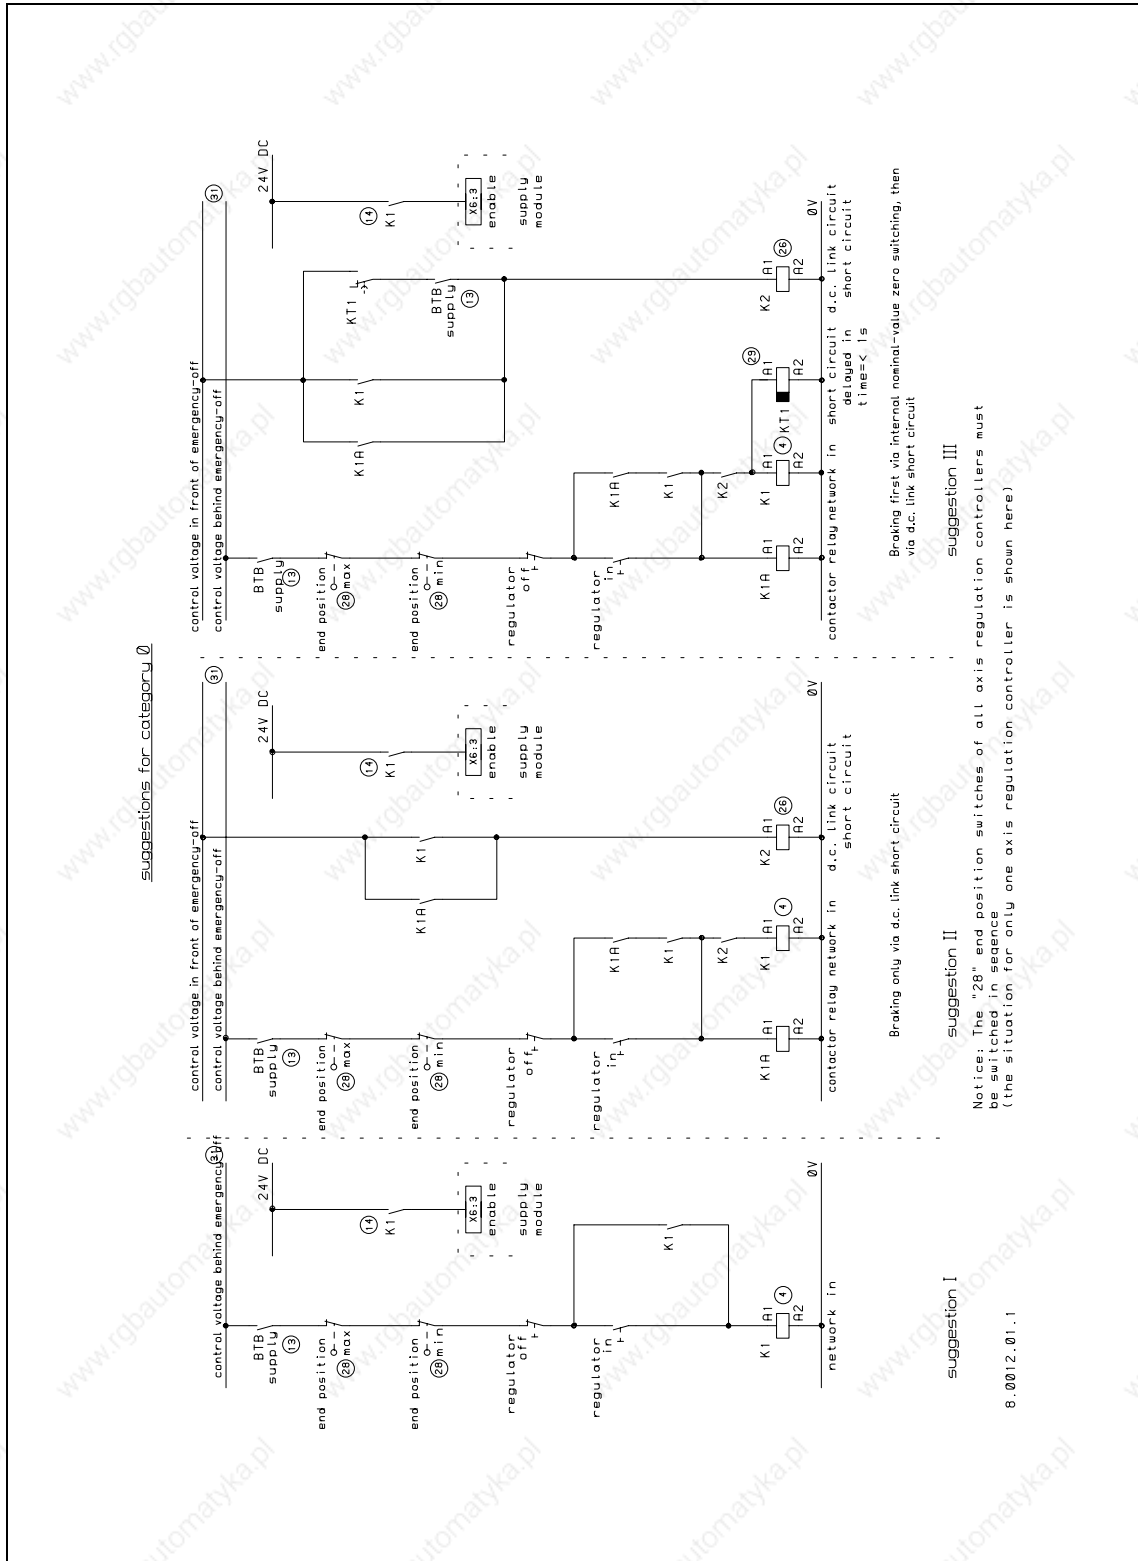 suggestions for category 0
control voltage behind emergency-off
31
24V DC
BTB
supply
13
end position
28 max
end position
28 min
regulator
off
regulator
in
14
K1
X6:3
enable
supply
module
K1
K1
A1
A2
4
0V
network in
suggestion I
8.0012.01.1
control voltage in front of emergency-off
control voltage behind emergency-off
31
24V DC
BTB
supply
13
end position
28 max
end position
28 min
regulator
off
regulator
in
K1A
K1
14
K1
X6:3
enable
supply
module
K1A
K1
K2
K1A
A1
A2
K1
A1
A2
4
K2
A1
A2
26
0V
contactor relay
network in
d.c. link circuit
short circuit
Braking only via d.c. link short circuit
suggestion II
control voltage in front of emergency-off
control voltage behind emergency-off
31
24V DC
BTB
supply
13
end position
28 max
end position
28 min
regulator
off
regulator
in
K1A
K1
KT1
BTB
supply
13
14
K1
X6:3
enable
supply
module
K1A
K1
K2
K1A
A1
A2
K1
A1
A2
4
KT1
A1
A2
29
K2
A1
A2
26
0V
contactor relay
network in
short circuit
delayed in
time=< 1s
d.c. link circuit
short circuit
Braking first via internal nominal-value zero switching, then
via d.c. link short circuit
suggestion III
Notice: The "28" end position switches of all axis regulation controllers must
be switched in seqence
(the situation for only one axis regulation controller is shown here)
www.rgbautomatyka.pl